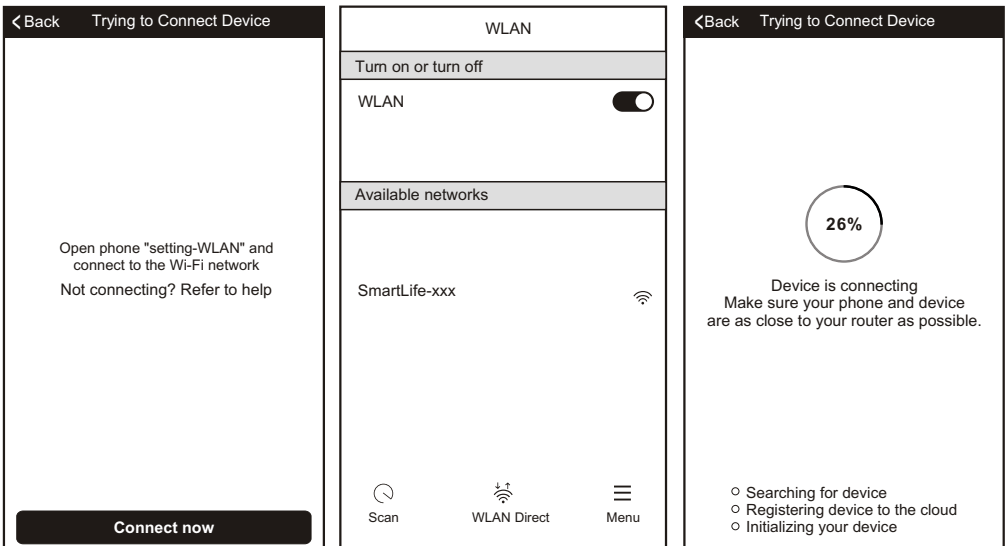 Back Trying to Connect Device
Open phone "setting-WLAN" and
connect to the Wi-Fi network
Not connecting? Refer to help
Connect now
WLAN
Turn on or turn off
WLAN
Available networks
SmartLife-xxx
Scan WLAN Direct Menu
Back Trying to Connect Device
26%
Device is connecting
Make sure your phone and device
are as close to your router as possible.
Searching for device
Registering device to the cloud
Initializing your device